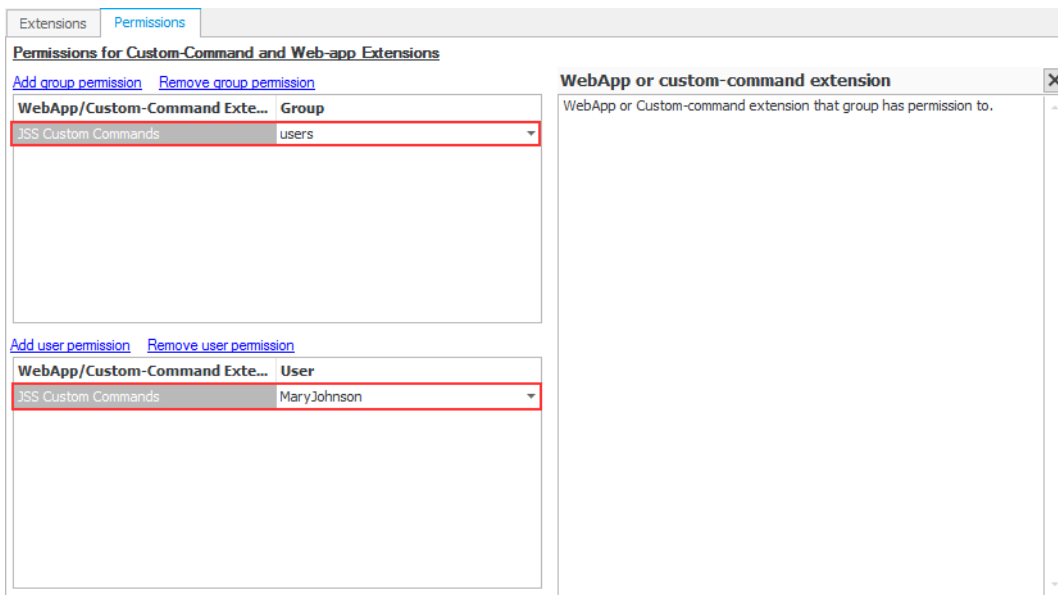 Extensions Permissions
Permissions for Custom-Command and Web-app Extensions
Add group permission Remove group permission
WebApp/Custom-Command Exte... Group
JSS Custom Commands users
Add user permission Remove user permission
WebApp/Custom-Command Exte... User
JSS Custom Commands MaryJohnson
WebApp or custom-command extension
WebApp or Custom-command extension that group has permission to.